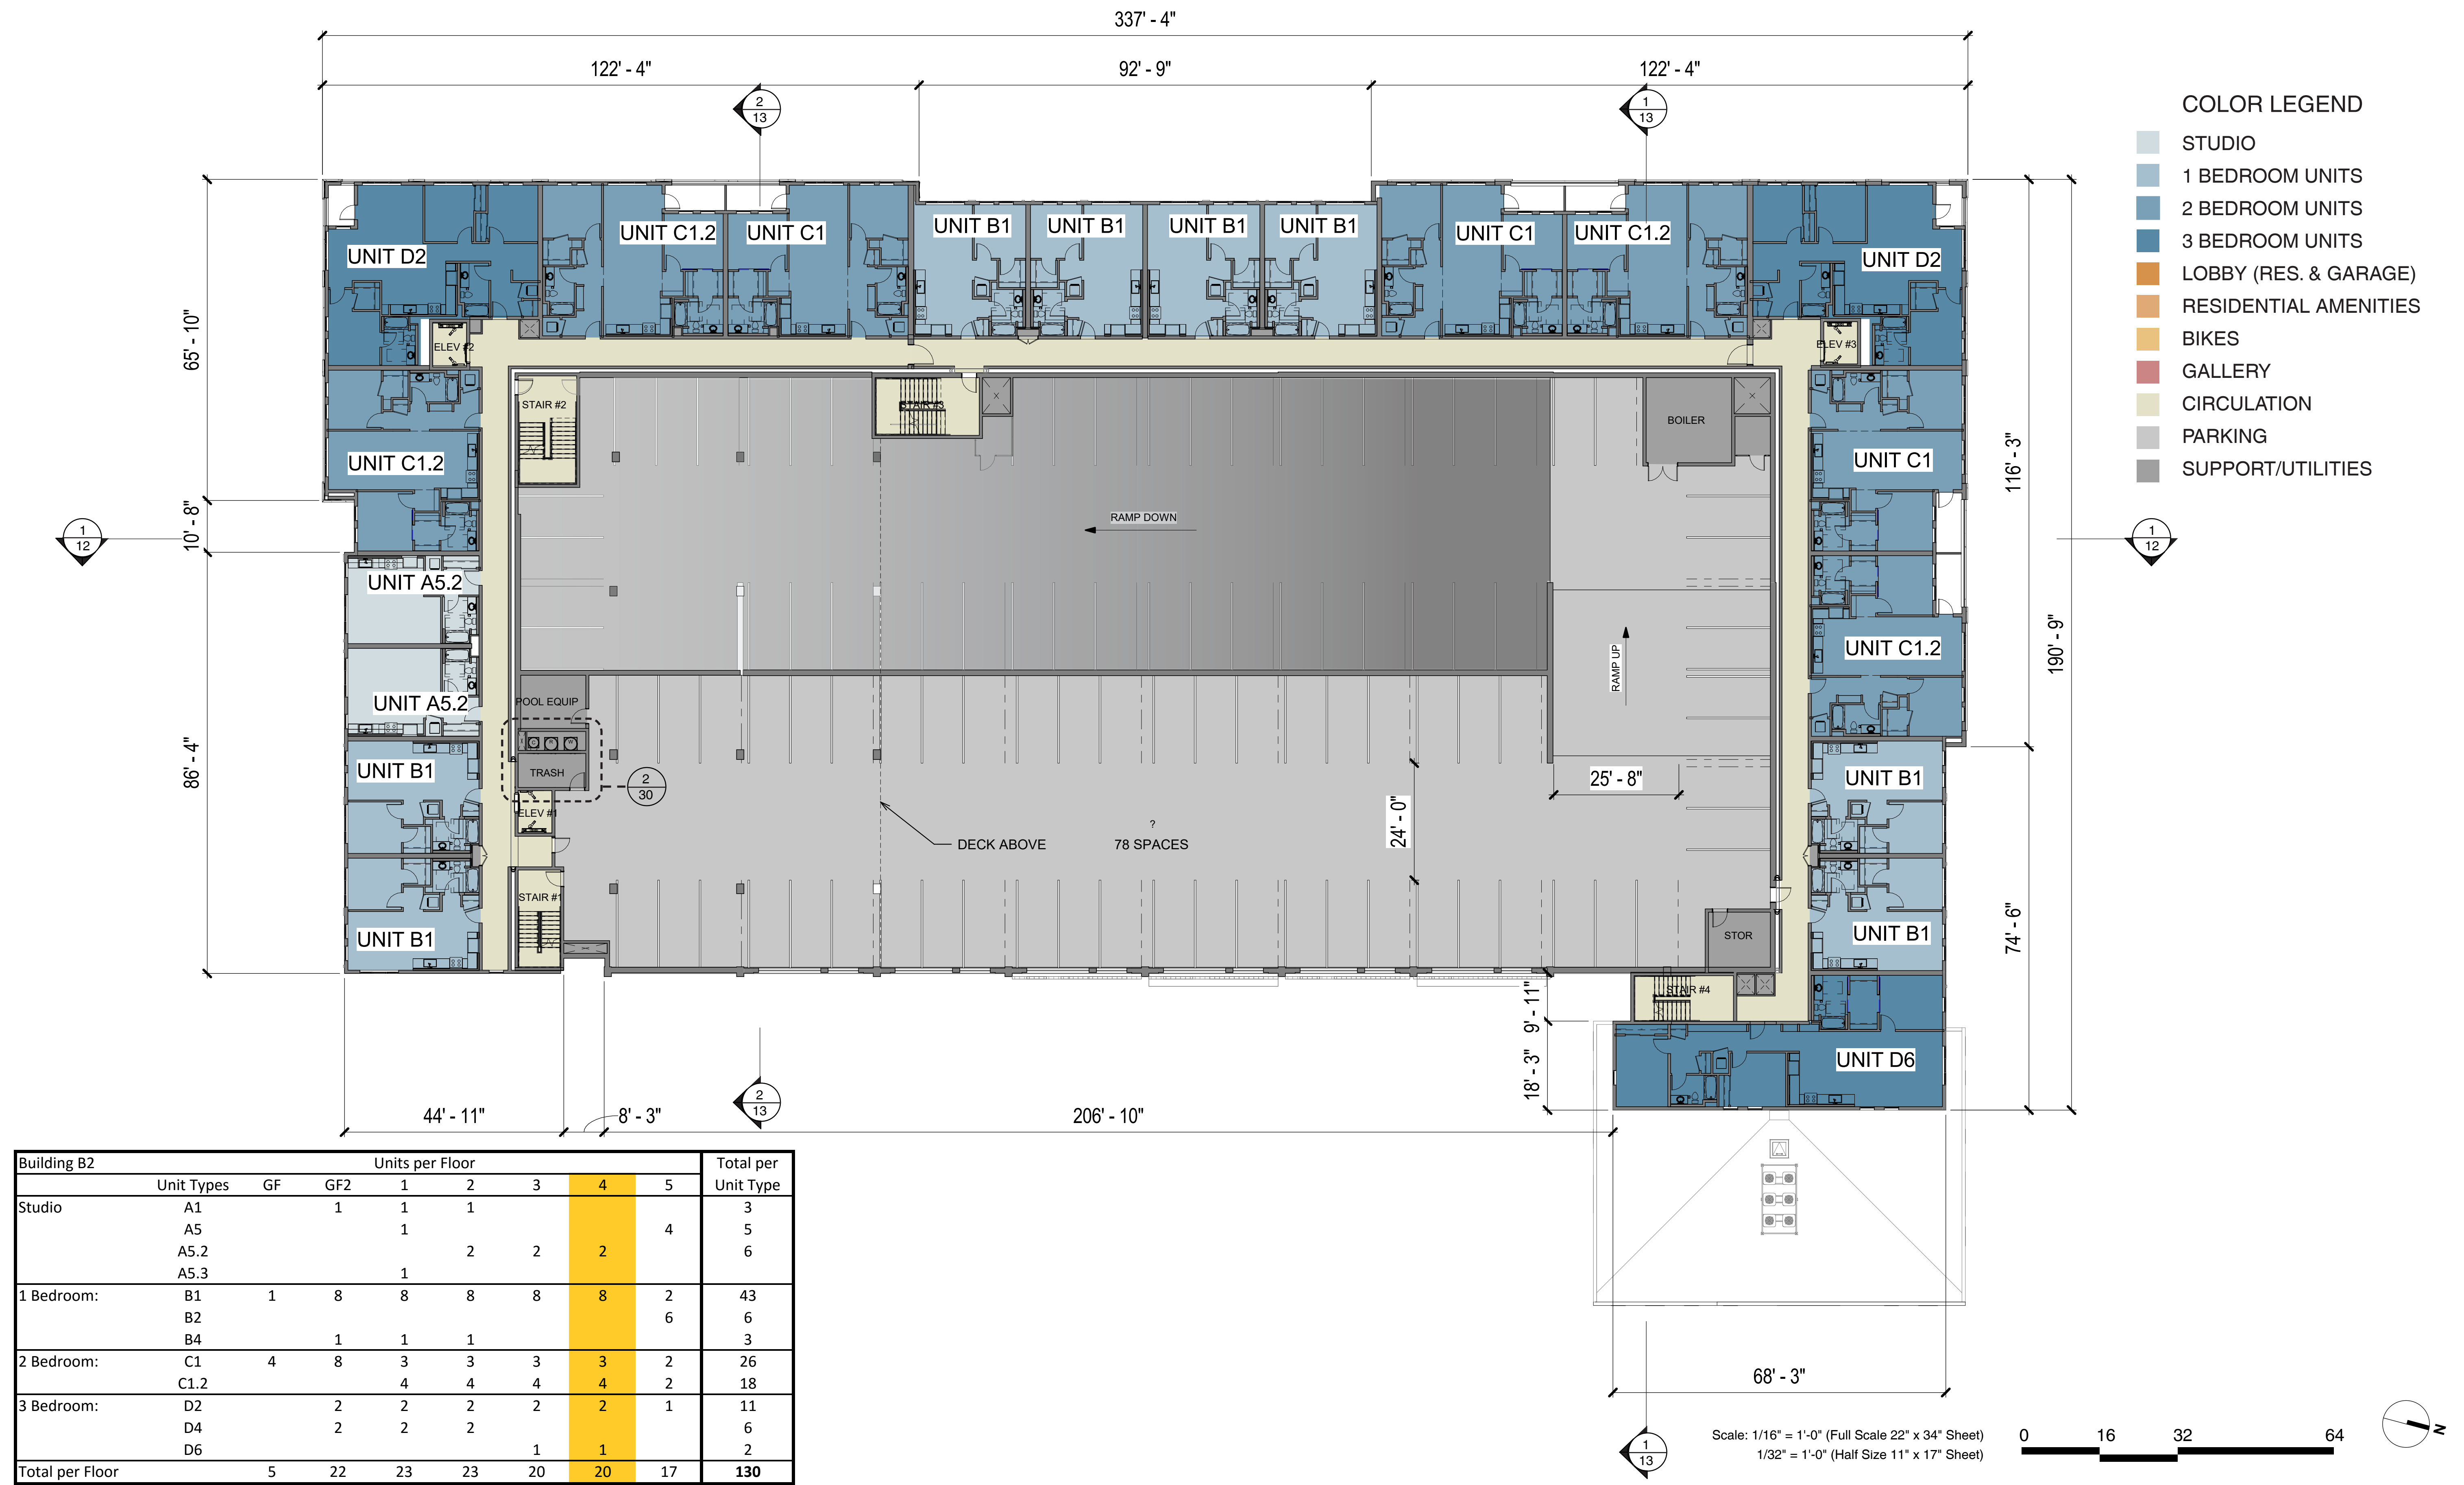 337' - 4"
122' - 4"
92' - 9"
122' - 4"
2
13
1
13
COLOR LEGEND
STUDIO
1 BEDROOM UNITS
2 BEDROOM UNITS
3 BEDROOM UNITS
LOBBY (RES. & GARAGE)
RESIDENTIAL AMENITIES
BIKES
GALLERY
CIRCULATION
PARKING
SUPPORT/UTILITIES
UNIT D2
UNIT C1.2
UNIT C1
UNIT B1
UNIT B1
UNIT B1
UNIT B1
UNIT C1
UNIT C1.2
UNIT D2
65' - 10"
ELEV #2
ELEV #3
STAIR #2
STAIR #3
BOILER
UNIT C1.2
UNIT C1
116' - 3"
10' - 8"
1
12
RAMP DOWN
1
12
UNIT A5.2
UNIT A5.2
RAMP UP
UNIT C1.2
190' - 9"
POOL EQUIP
TRASH
2
30
86' - 4"
UNIT B1
ELEV #1
25' - 8"
24' - 0"
UNIT B1
?
DECK ABOVE
78 SPACES
STAIR #1
UNIT B1
STOR
UNIT B1
74' - 6"
STAIR #4
9' - 11"
18' - 3"
UNIT D6
44' - 11"
8' - 3"
2
13
206' - 10"
Building B2 Units per Floor Total per
Unit Types GF GF2 1 2 3 4 5 Unit Type
Studio A1 1 1 1 3
A5 1 4 5
A5.2 2 2 2 6
A5.3 1
1 Bedroom: B1 1 8 8 8 8 8 2 43
B2 6 6
B4 1 1 1 3
2 Bedroom: C1 4 8 3 3 3 3 2 26
C1.2 4 4 4 4 2 18
3 Bedroom: D2 2 2 2 2 2 1 11
D4 2 2 2 6
D6 1 1 2
Total per Floor 5 22 23 23 20 20 17 130
68' - 3"
1
13
Scale: 1/16" = 1'-0" (Full Scale 22" x 34" Sheet)
1/32" = 1'-0" (Half Size 11" x 17" Sheet)
0 16 32 64
N